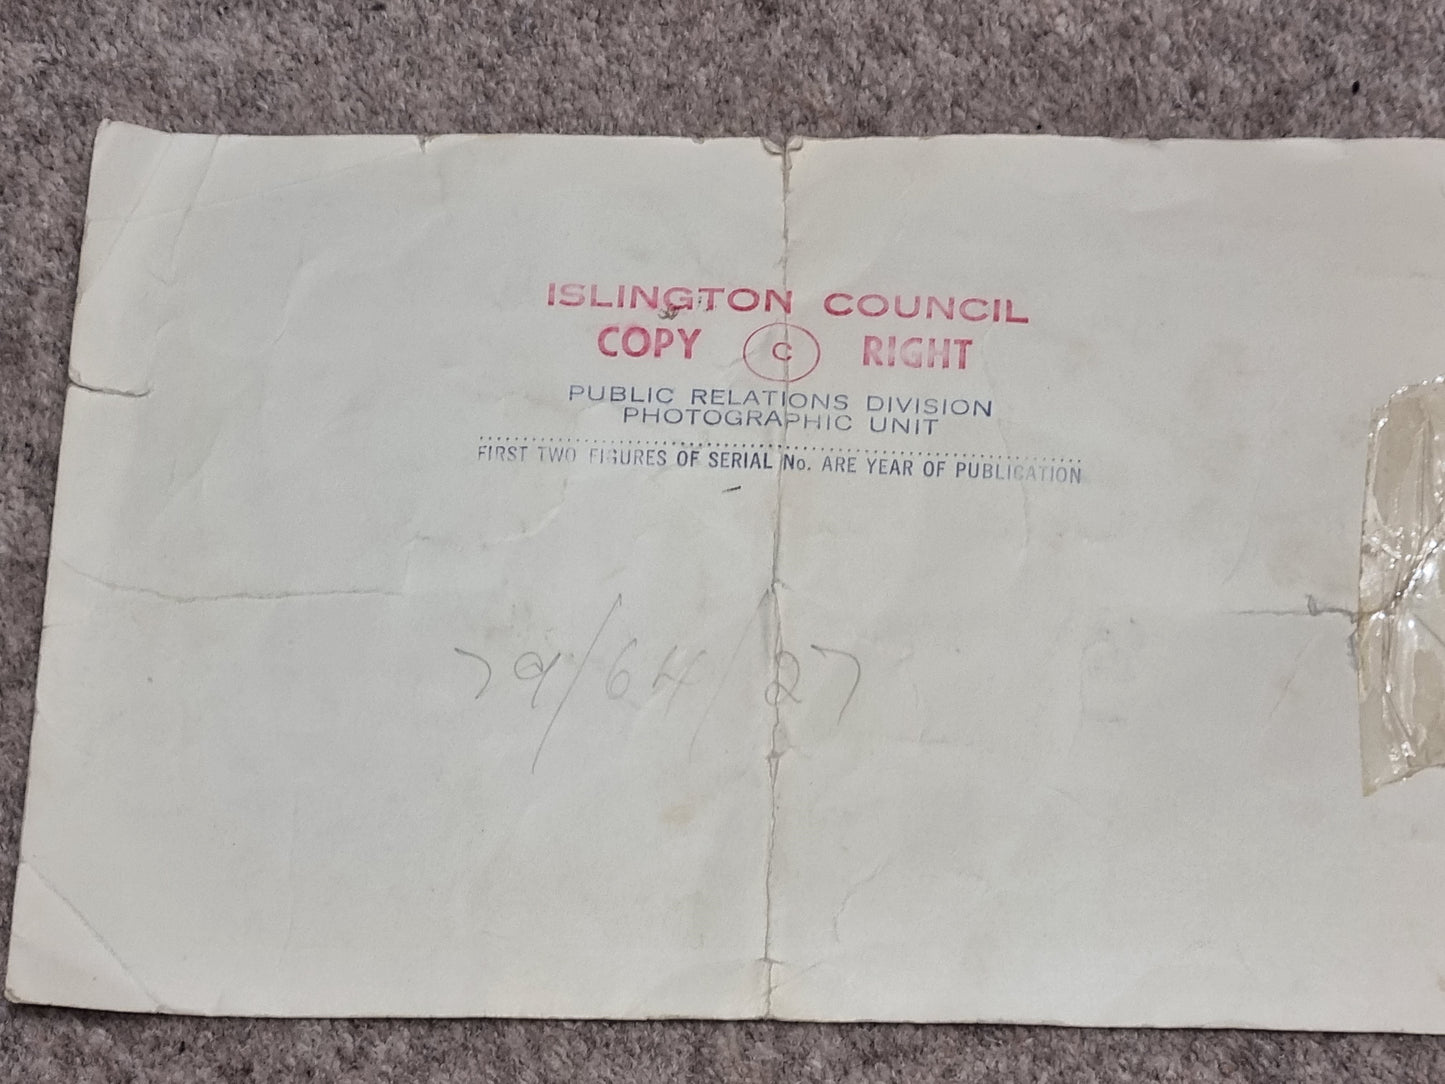 ISLINGTON COUNCIL
COPY C RIGHT
PUBLIC RELATIONS DIVISION
PHOTOGRAPHIC UNIT
FIRST TWO FIGURES OF SERIAL No. ARE YEAR OF PUBLICATION
79/64/27